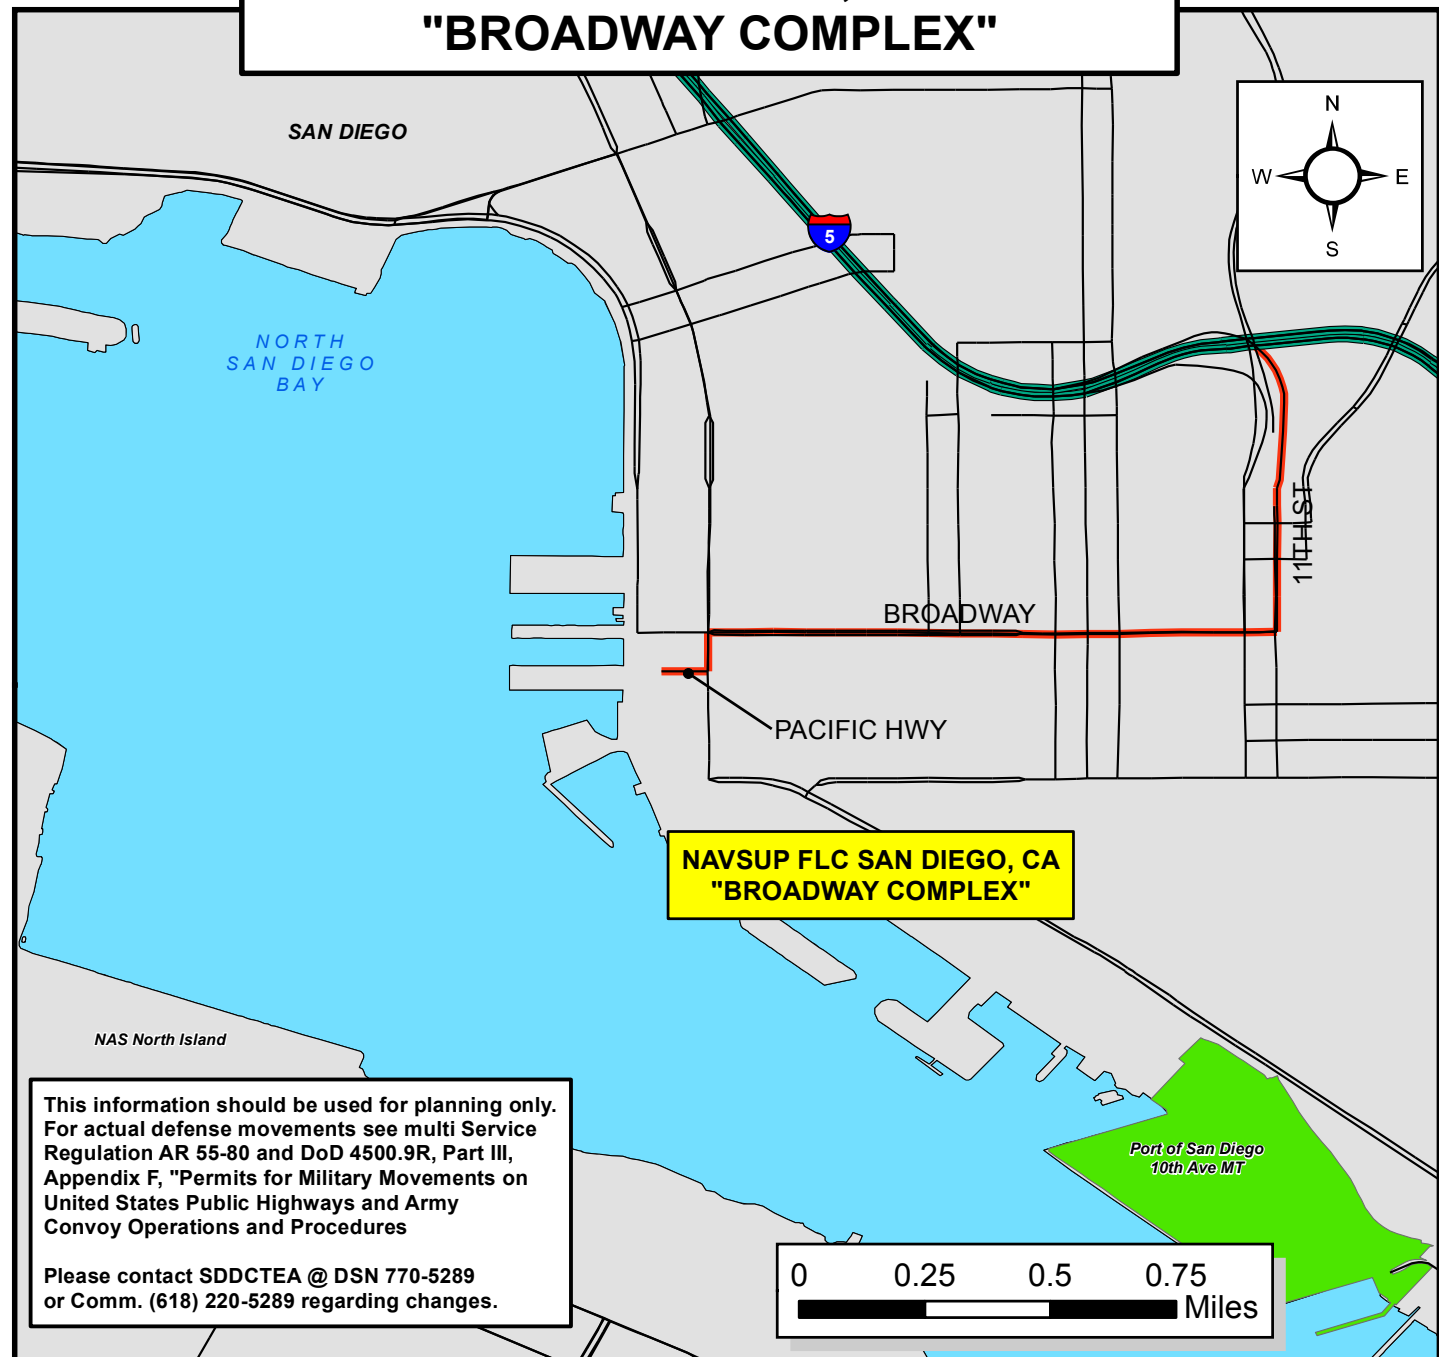 "BROADWAY COMPLEX"
SAN DIEGO
N
W E
S
5
NORTH
SAN DIEGO
BAY
11TH ST
BROADWAY
PACIFIC HWY
NAVSUP FLC SAN DIEGO, CA
"BROADWAY COMPLEX"
NAS North Island
This information should be used for planning only.
For actual defense movements see multi Service
Regulation AR 55-80 and DoD 4500.9R, Part III,
Appendix F, "Permits for Military Movements on
United States Public Highways and Army
Convoy Operations and Procedures
Please contact SDDCTEA @ DSN 770-5289
or Comm. (618) 220-5289 regarding changes.
Port of San Diego
10th Ave MT
0 0.25 0.5 0.75
Miles